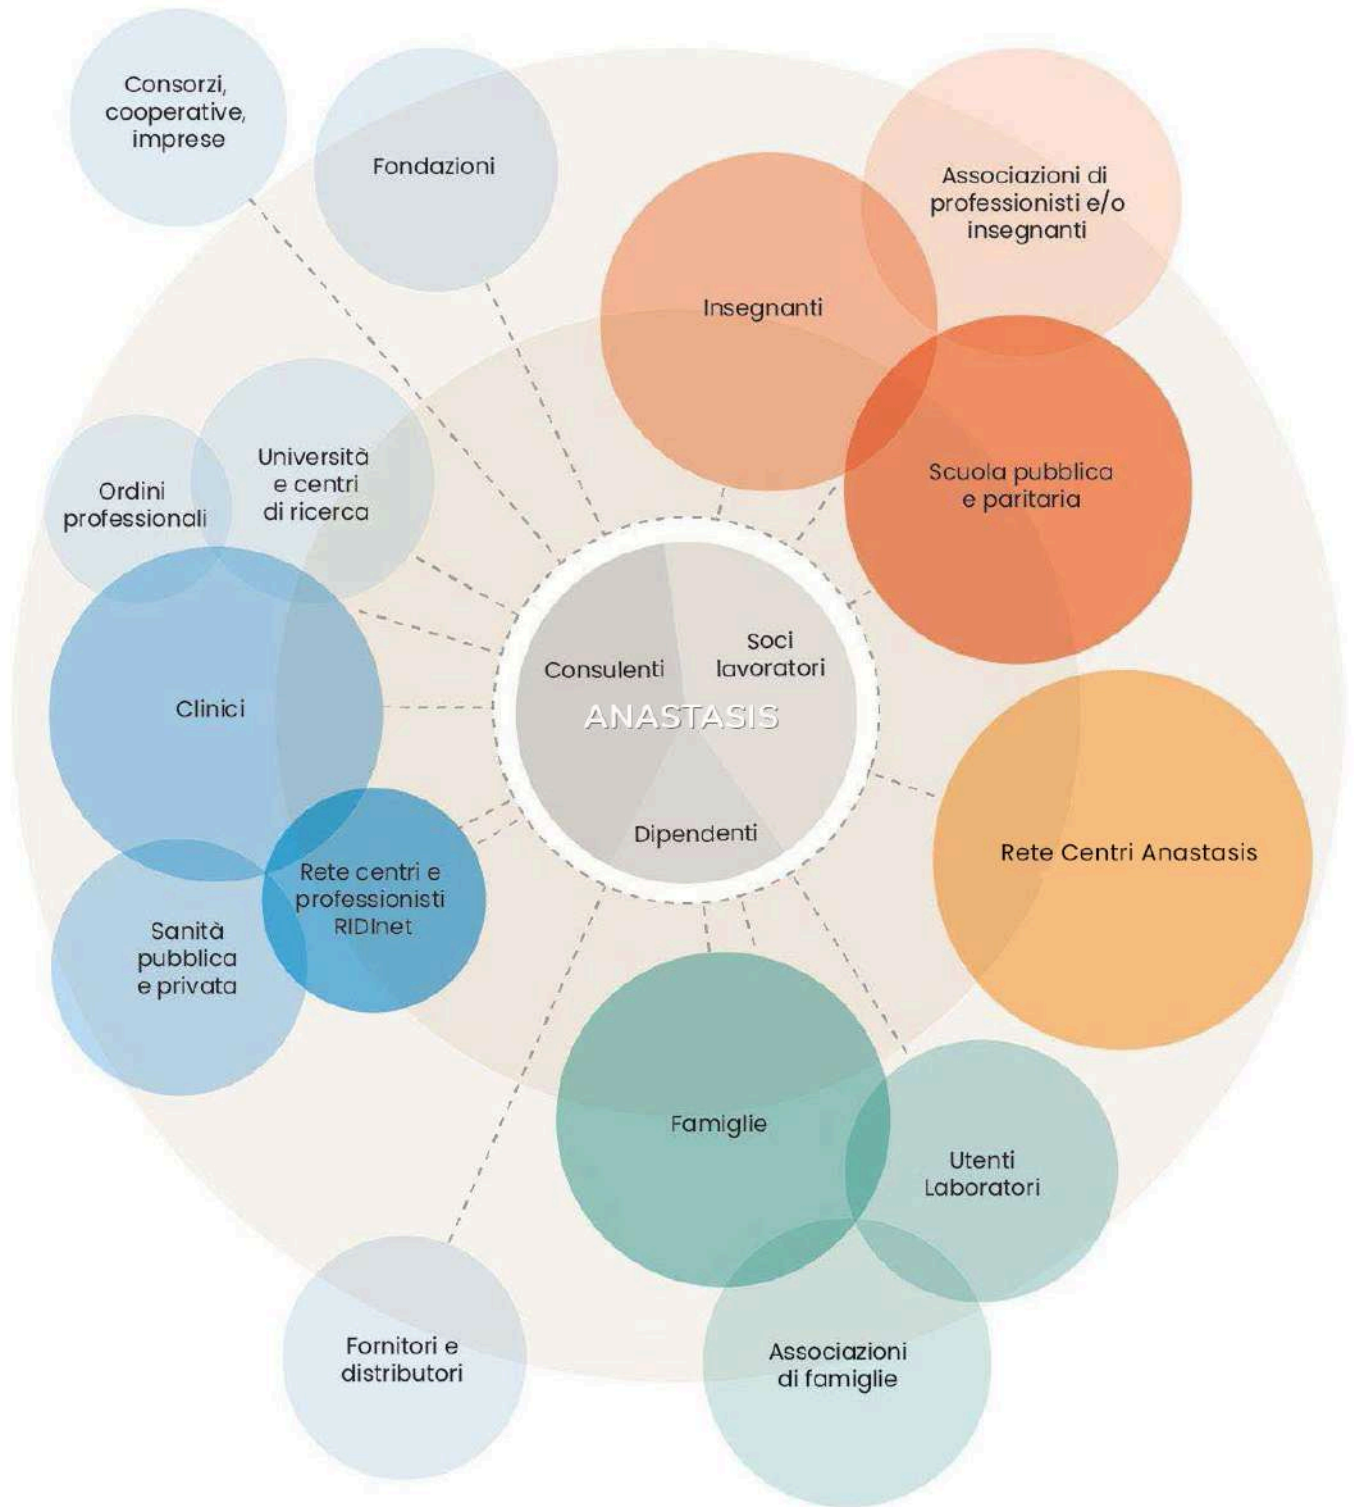 Consorzi,
cooperative,
imprese
Fondazioni
Associazioni di
professionisti e/o
insegnanti
Insegnanti
Scuola pubblica
e paritaria
Università
e centri
di ricerca
Ordini
professionali
Clinici
Consulenti
Soci
lavoratori
ANASTASIS
Dipendenti
Rete Centri Anastasis
Rete centri e
professionisti
RIDInet
Sanità
pubblica
e privata
Famiglie
Utenti
Laboratori
Fornitori e
distributori
Associazioni
di famiglie